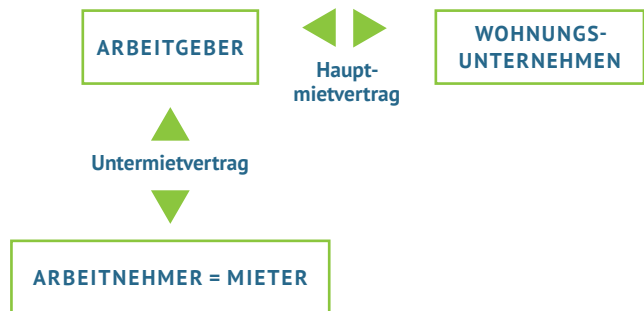 ARBEITGEBER
WOHNUNGS-
UNTERNEHMEN
Haupt-
mietvertrag
Untermietvertrag
ARBEITNEHMER = MIETER